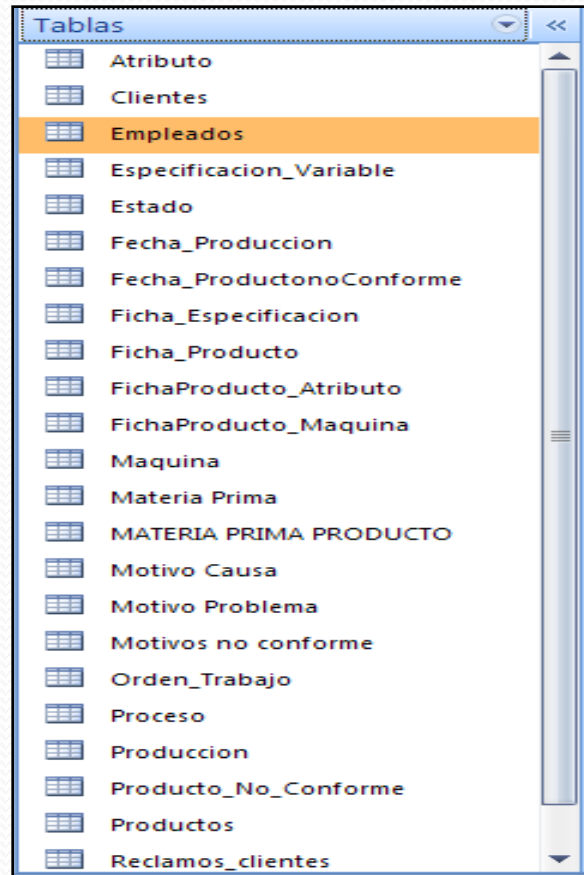 Tablas
Atributo
Clientes
Empleados
Especificacion_Variable
Estado
Fecha_Produccion
Fecha_ProductonoConforme
Ficha_Especificacion
Ficha_Producto
FichaProducto_Atributo
FichaProducto_Maquina
Maquina
Materia Prima
MATERIA PRIMA PRODUCTO
Motivo Causa
Motivo Problema
Motivos no conforme
Orden_Trabajo
Proceso
Produccion
Producto_No_Conforme
Productos
Reclamos_clientes